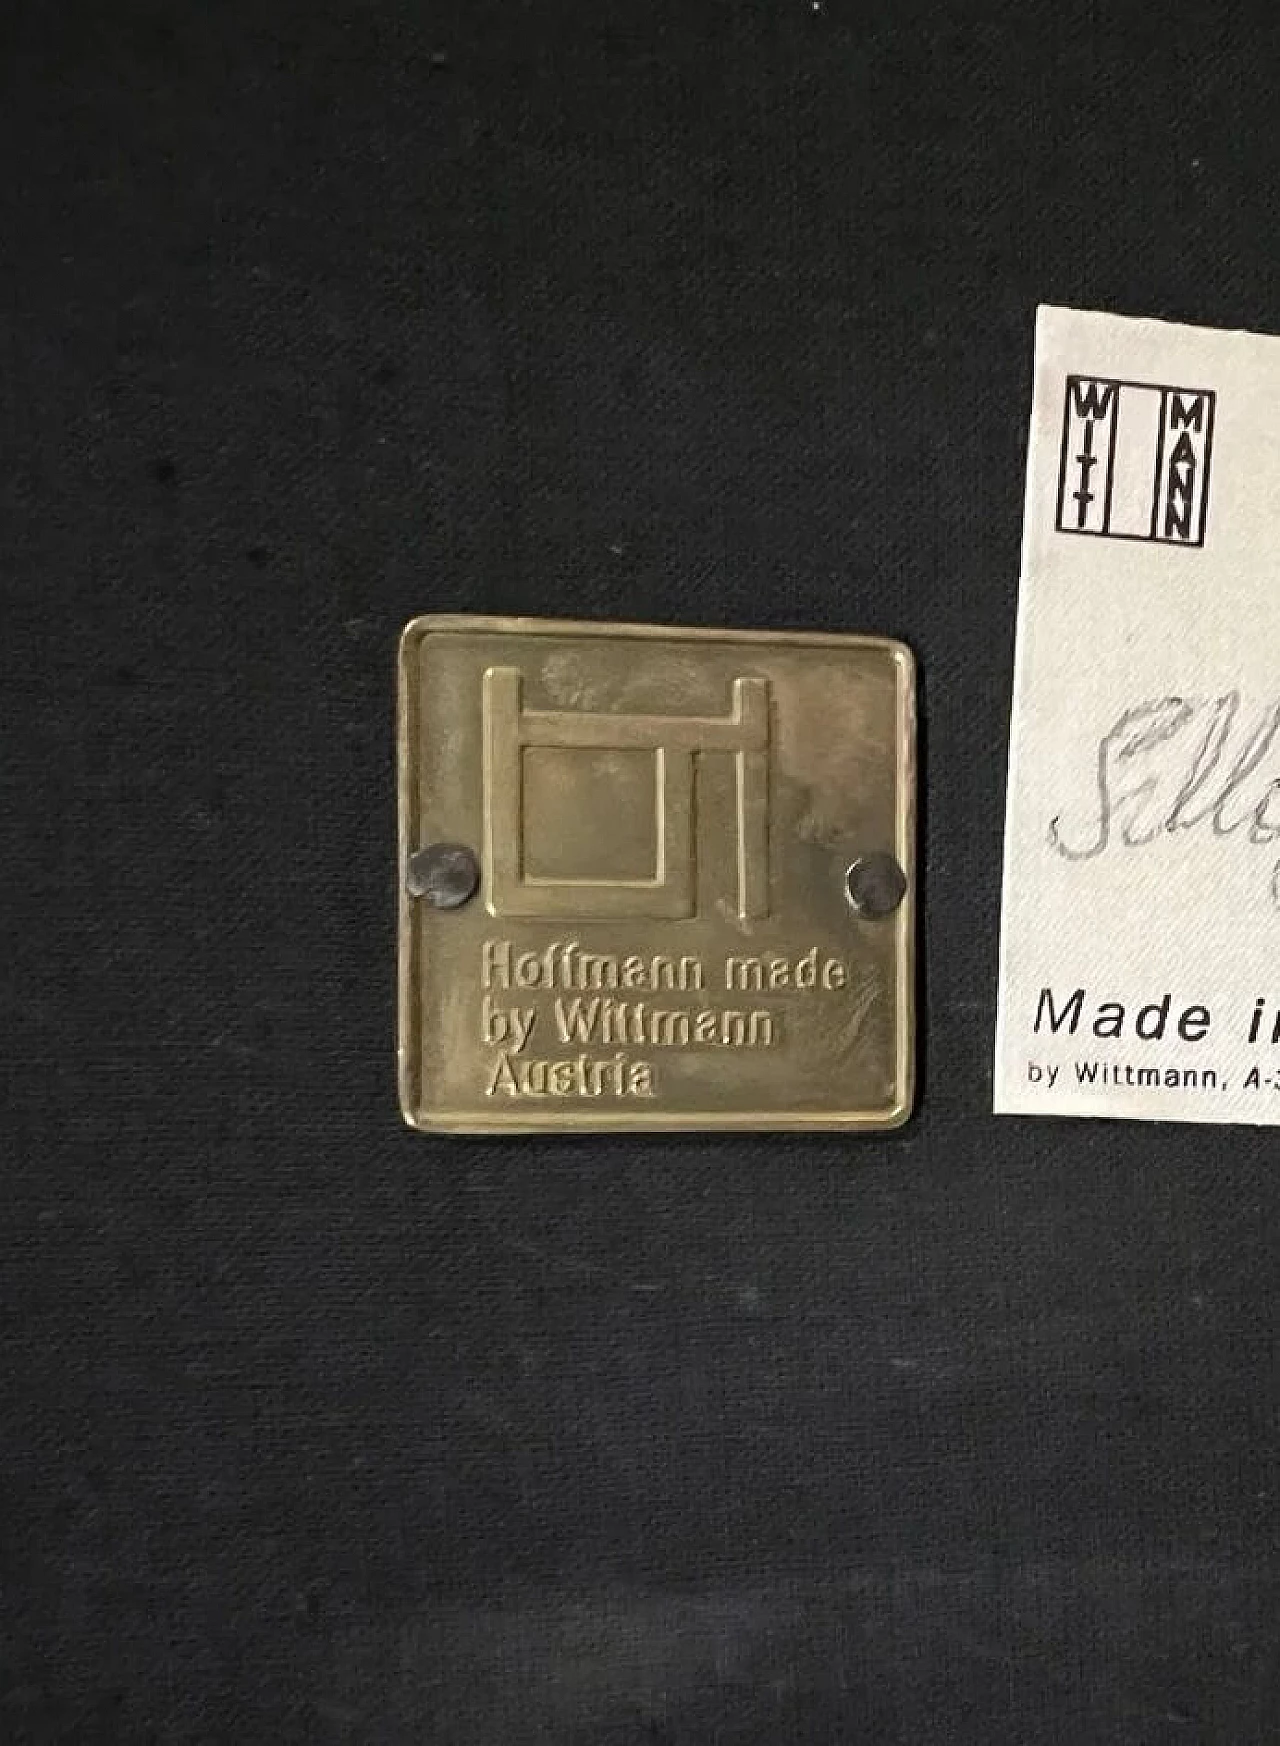 WITT MANN
Hoffmann made
by Wittmann
Austria
Made
by Wittmann, A-